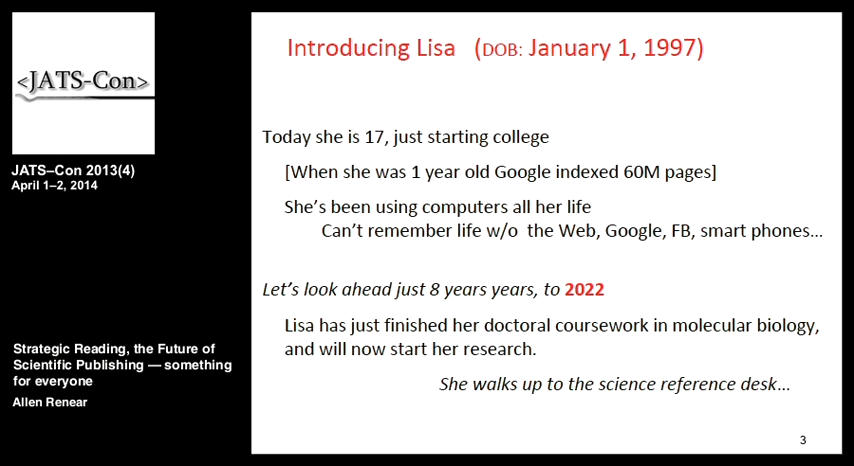 <JATS-Con>
JATS–Con 2013(4)
April 1–2, 2014
Strategic Reading, the Future of
Scientific Publishing — something
for everyone
Allen Renear
Introducing Lisa (DOB: January 1, 1997)
Today she is 17, just starting college
[When she was 1 year old Google indexed 60M pages]
She's been using computers all her life
Can't remember life w/o the Web, Google, FB, smart phones…
Let's look ahead just 8 years years, to 2022
Lisa has just finished her doctoral coursework in molecular biology,
and will now start her research.
She walks up to the science reference desk…
3